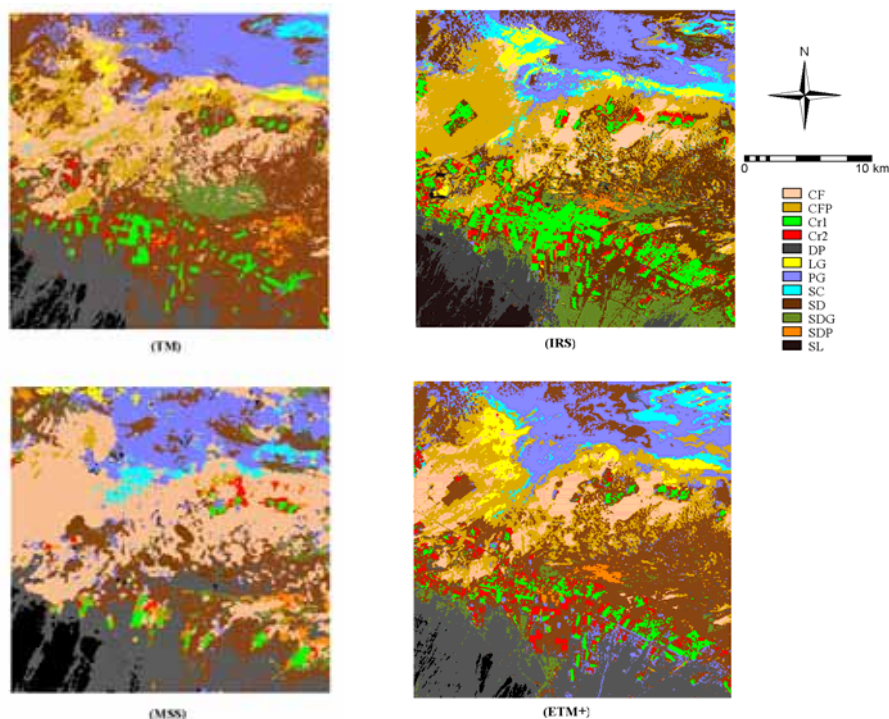 N
0
10 km
CF
CFP
Cr1
Cr2
DP
LG
PG
SC
SD
SDG
SDP
SL
(TM)
(IRS)
(MSS)
(ETM+)